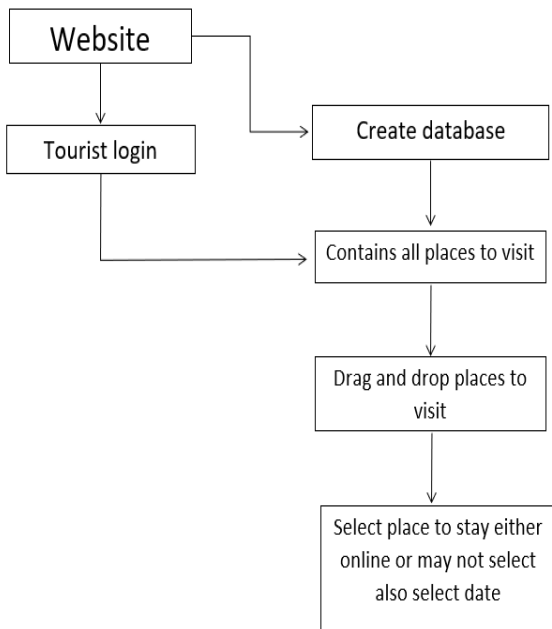 Website
Create database
Tourist login
Contains all places to visit
Drag and drop places to
visit
Select place to stay either
online or may not select
also select date